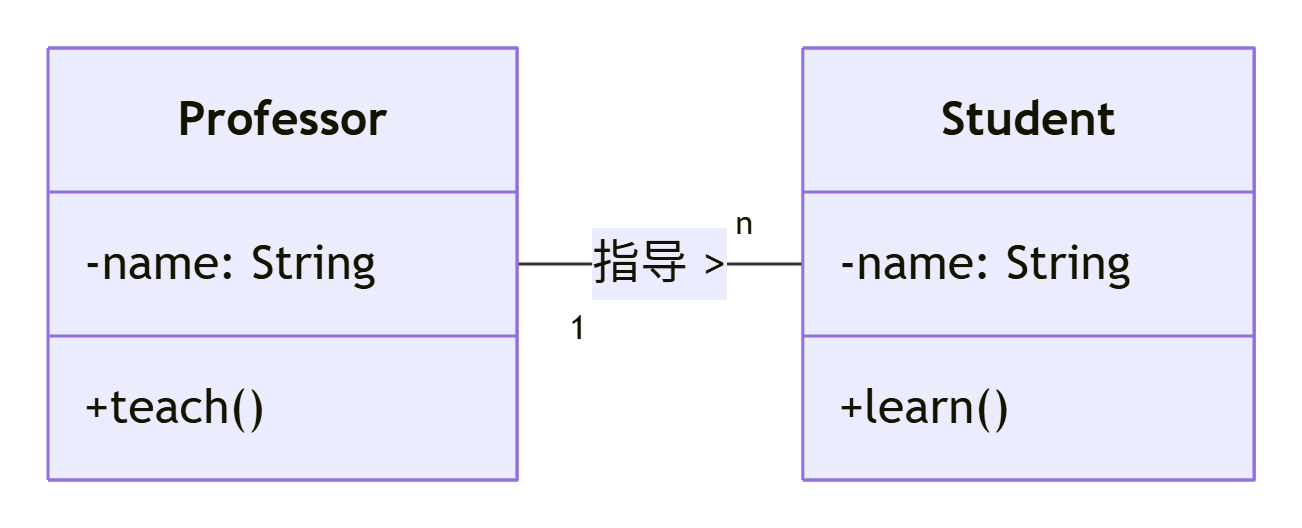 Professor
-name: String
+teach()
1
指导 >
n
Student
-name: String
+learn()